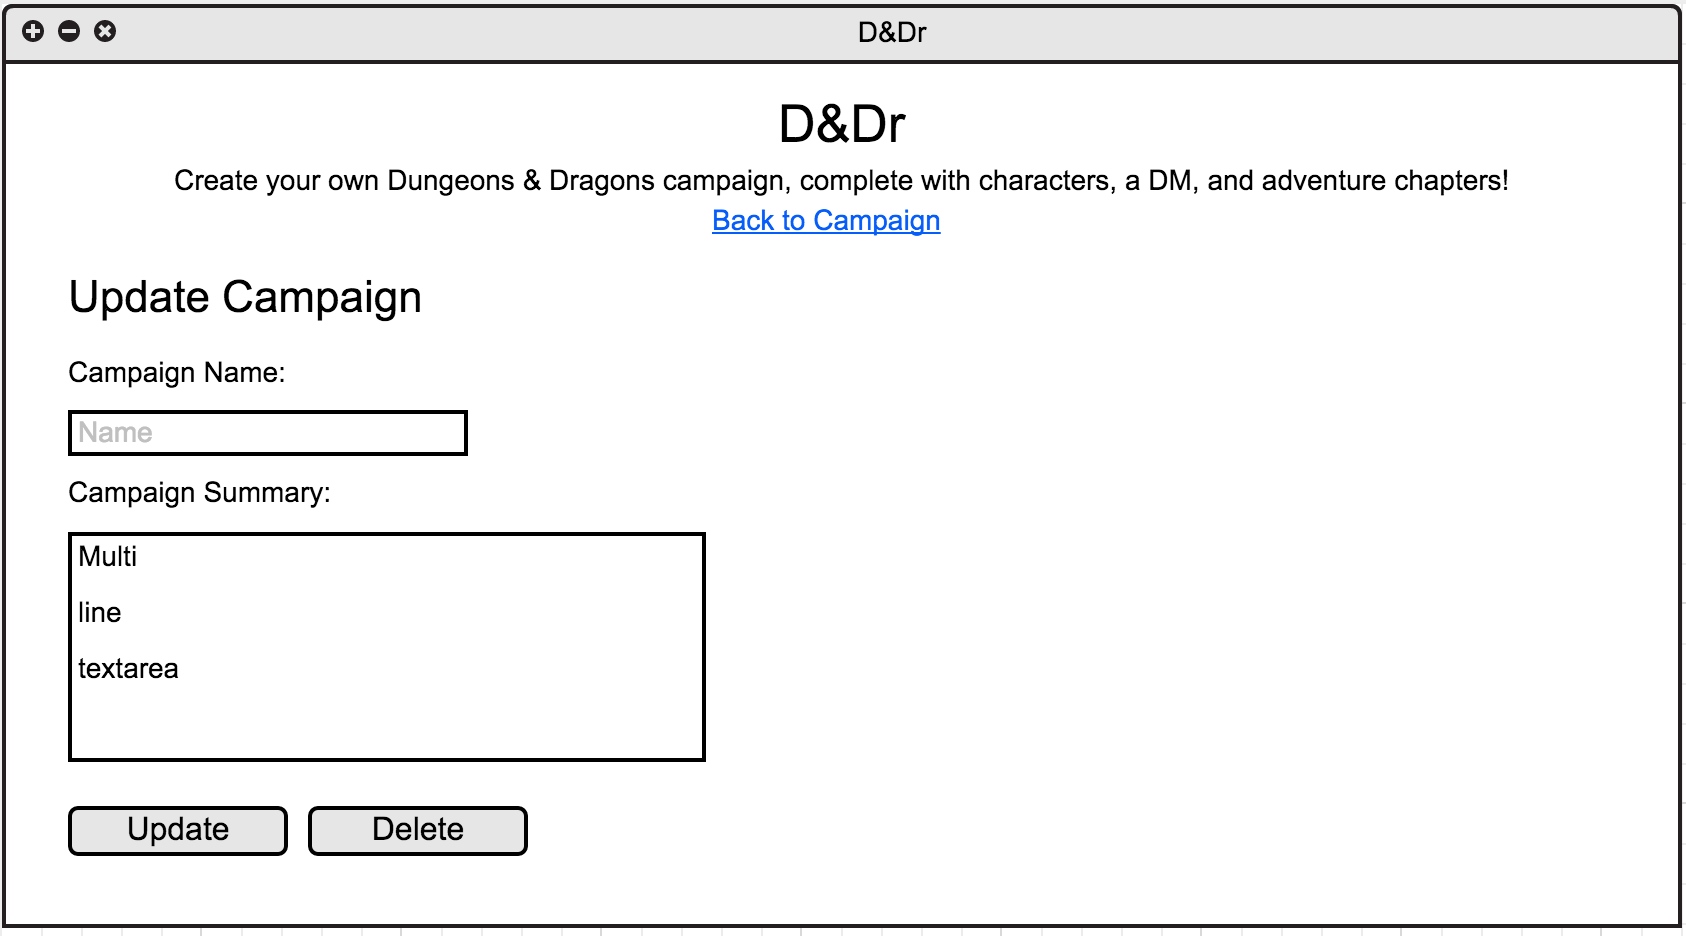 D&Dr
D&Dr
Create your own Dungeons & Dragons campaign, complete with characters, a DM, and adventure chapters!
Back to Campaign
Update Campaign
Campaign Name:
Name
Campaign Summary:
Multi
line
textarea
Update Delete